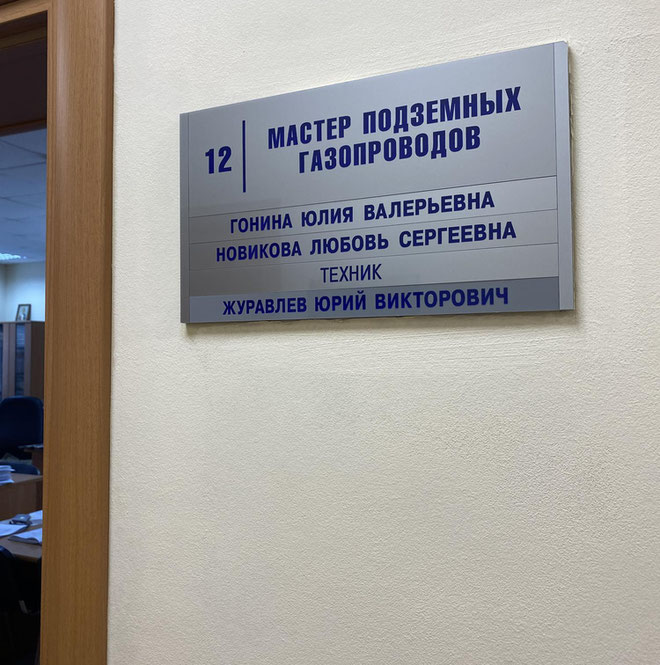 12
МАСТЕР ПОДЗЕМНЫХ
ГАЗОПРОВОДОВ
ГОНИНА ЮЛИЯ ВАЛЕРЬЕВНА
НОВИКОВА ЛЮБОВЬ СЕРГЕЕВНА
ТЕХНИК
ЖУРАВЛЕВ ЮРИЙ ВИКТОРОВИЧ